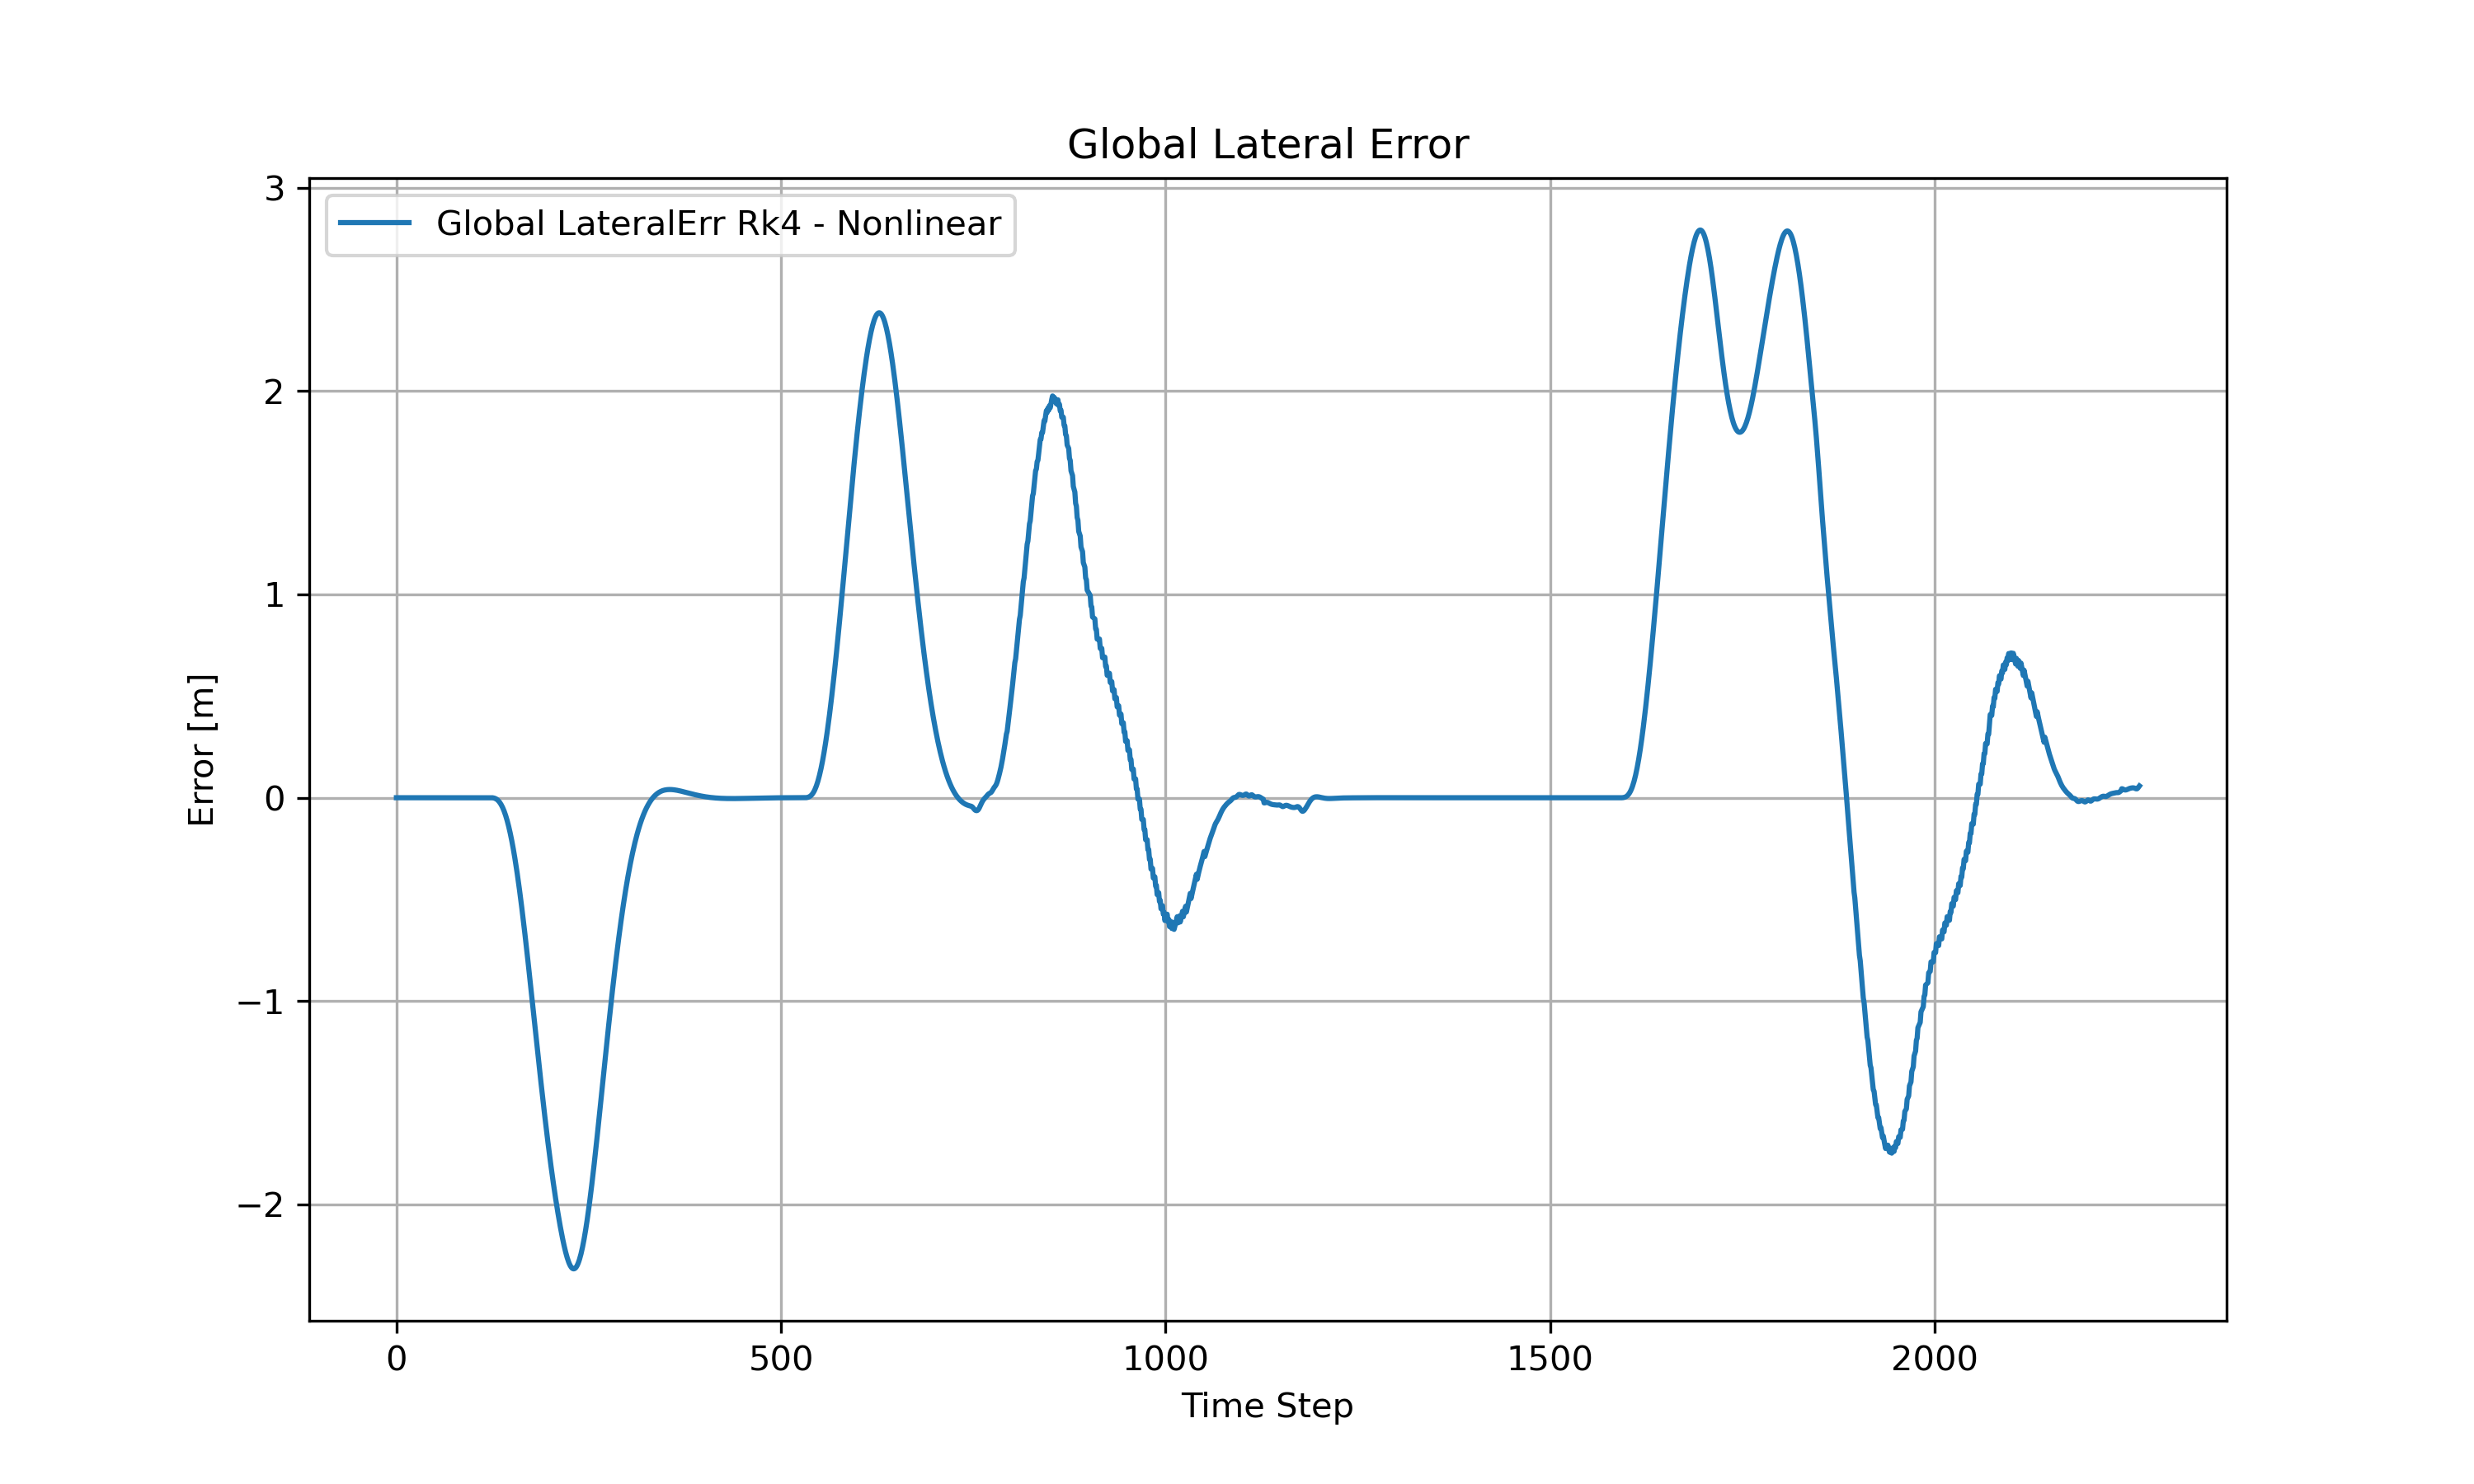 Global Lateral Error
Global LateralErr Rk4 - Nonlinear
3
2
1
0
−1
−2
Error [m]
0 500 1000 1500 2000
Time Step